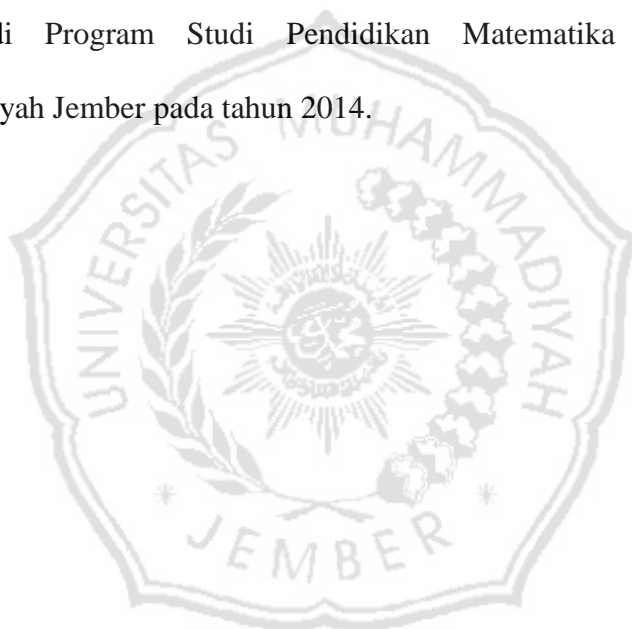 di Program Studi Pendidikan Matematika
yah Jember pada tahun 2014.
UNIVERSITAS MUHAMMADIYAH
JEMBER